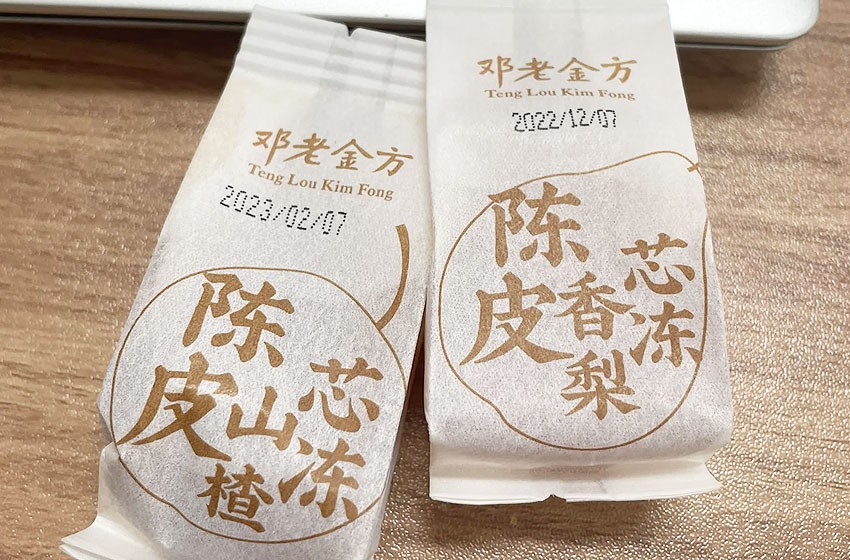 邓老金方
Teng Lou Kim Fong
2023/02/07
陈皮
山楂
芯冻
邓老金方
Teng Lou Kim Fong
2022/12/07
陈皮
香梨
芯冻